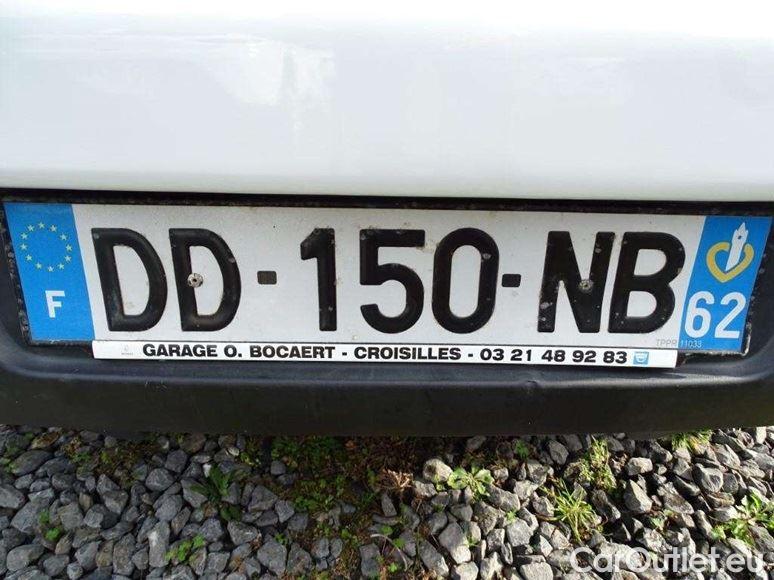 F DD-150-NB 62
TPPR 11033
GARAGE O. BOCAERT - CROISILLES - 03 21 48 92 83
CarOutlet.eu